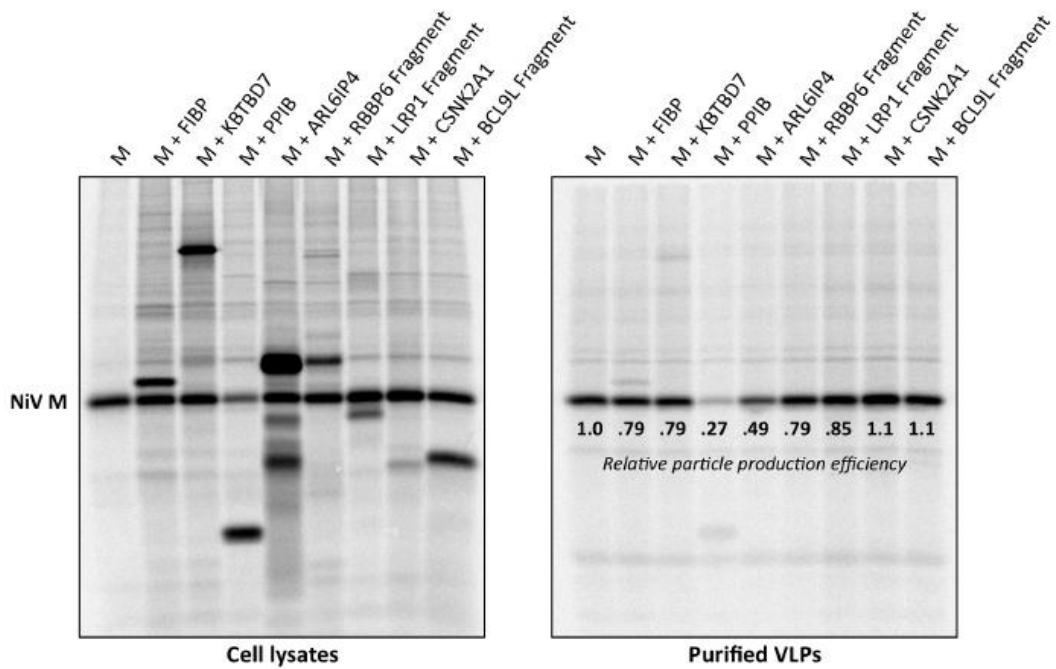 M
M + FIBP
M + KBTBD7
M + PPIB
M + ARL6IP4
M + RBBP6 Fragment
M + LRP1 Fragment
M + CSNK2A1
M + BCL9L Fragment
M
M + FIBP
M + KBTBD7
M + PPIB
M + ARL6IP4
M + RBBP6 Fragment
M + LRP1 Fragment
M + CSNK2A1
M + BCL9L Fragment
NiV M
1.0 .79 .79 .27 .49 .79 .85 1.1 1.1
Relative particle production efficiency
Cell lysates
Purified VLPs